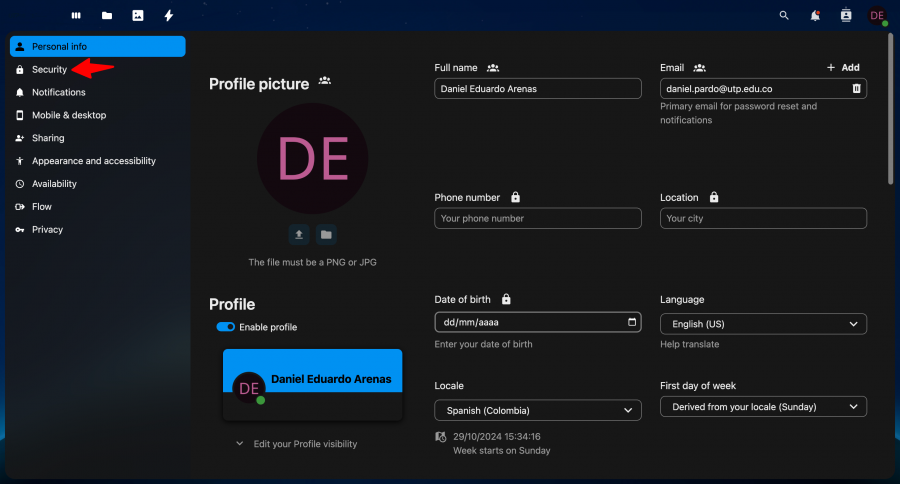 DE
Personal info
Security
Notifications
Mobile & desktop
Sharing
Appearance and accessibility
Availability
Flow
Privacy
Profile picture
DE
The file must be a PNG or JPG
Profile
Enable profile
DE
Daniel Eduardo Arenas
Edit your Profile visibility
Full name
Daniel Eduardo Arenas
Email
+ Add
daniel.pardo@utp.edu.co
Primary email for password reset and
notifications
Phone number
Your phone number
Location
Your city
Date of birth
dd/mm/aaaa
Enter your date of birth
Language
English (US)
Help translate
Locale
Spanish (Colombia)
29/10/2024 15:34:16
Week starts on Sunday
First day of week
Derived from your locale (Sunday)